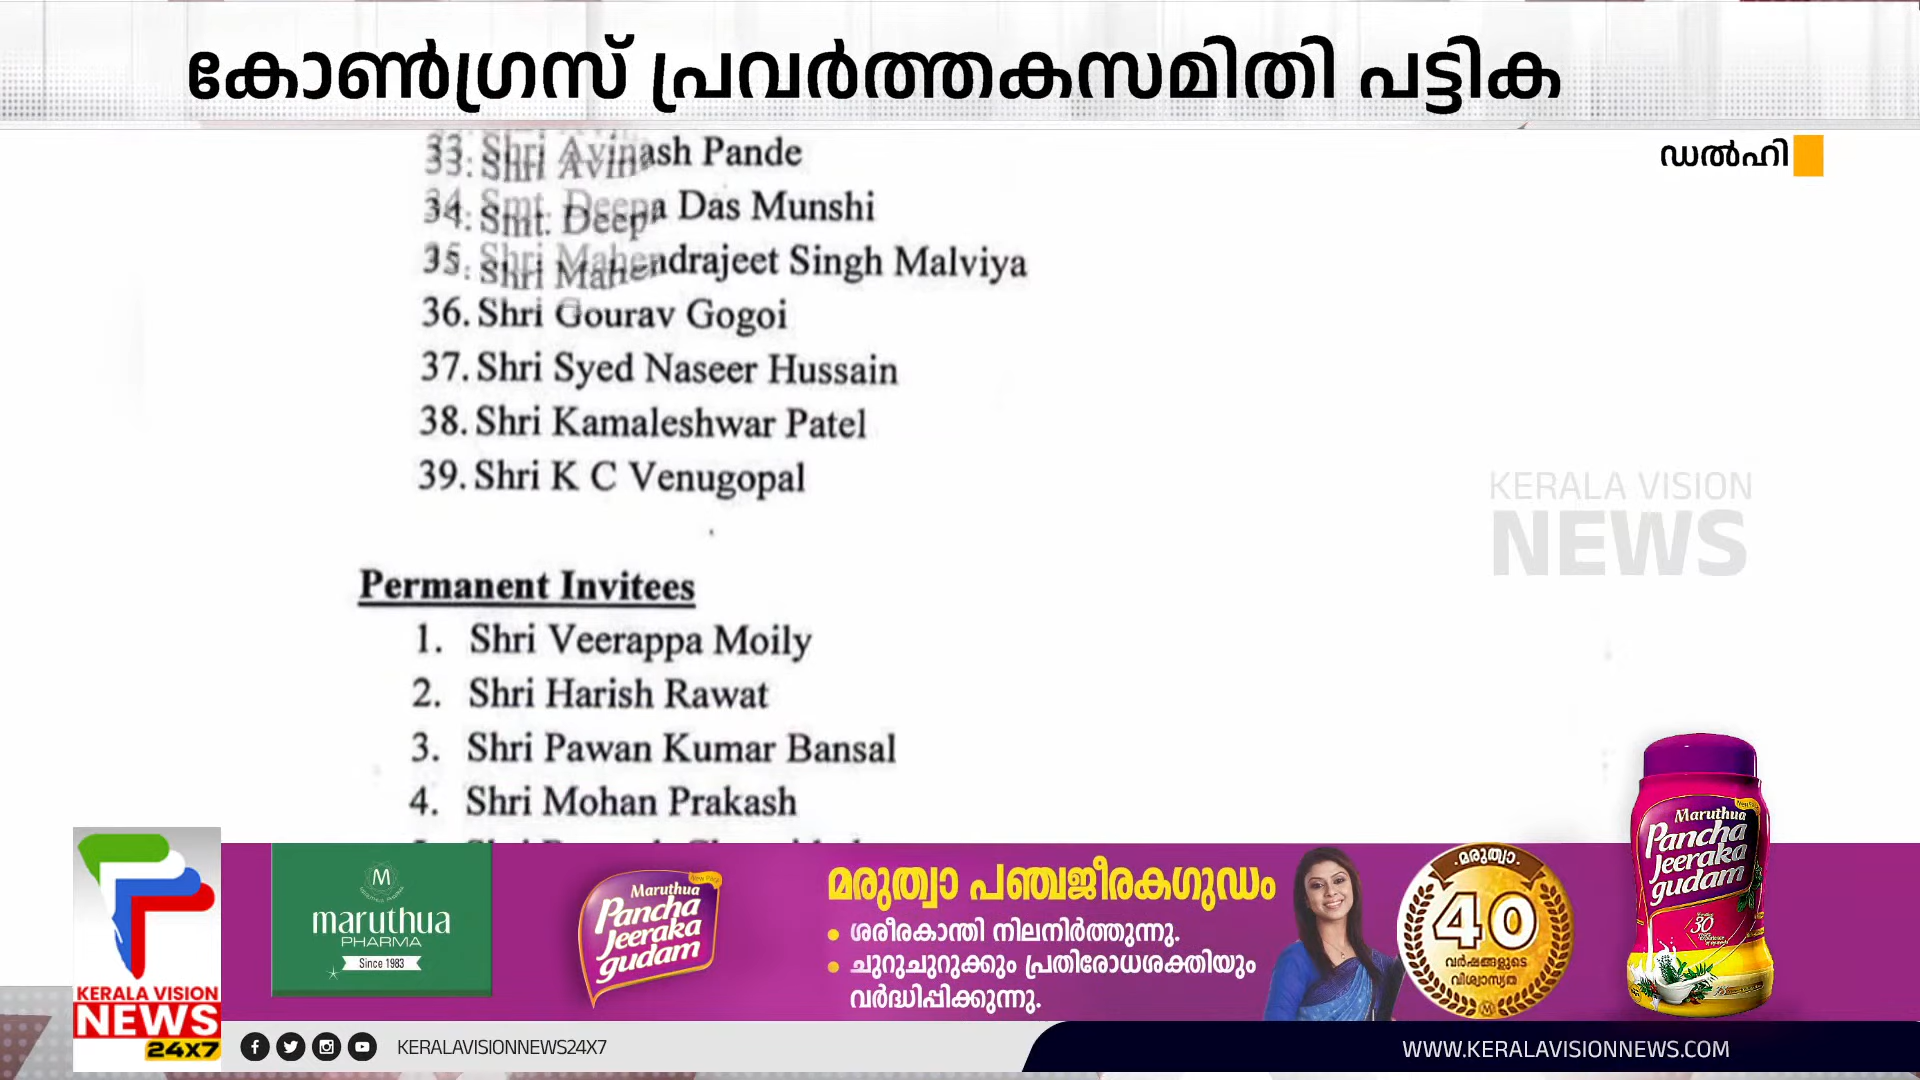 കോൺഗ്രസ് പ്രവർത്തകസമിതി പട്ടിക
ഡൽഹി
33. Shri Avinash Pande
34. Smt. Deepa Das Munshi
35. Shri Mahendrajeet Singh Malviya
36. Shri Gourav Gogoi
37. Shri Syed Naseer Hussain
38. Shri Kamaleshwar Patel
39. Shri K C Venugopal
KERALA VISION
NEWS
Permanent Invitees
1. Shri Veerappa Moily
2. Shri Harish Rawat
3. Shri Pawan Kumar Bansal
4. Shri Mohan Prakash
KERALA VISION
NEWS
24x7
M
maruthua
PHARMA
Since 1983
Maruthua
Pancha
Jeeraka
gudam
മരുത്വാ പഞ്ചജീരകഗുഡം
• ശരീരകാന്തി നിലനിർത്തുന്നു.
• ചുറുചുറുക്കും പ്രതിരോധശക്തിയും
വർദ്ധിപ്പിക്കുന്നു.
.മരുത്വാ.
40
വർഷങ്ങളുടെ
വിശ്വാസ്യത
Maruthua
Pancha
Jeeraka
gudam
30
KERALAVISIONNEWS24X7
WWW.KERALAVISIONNEWS.COM